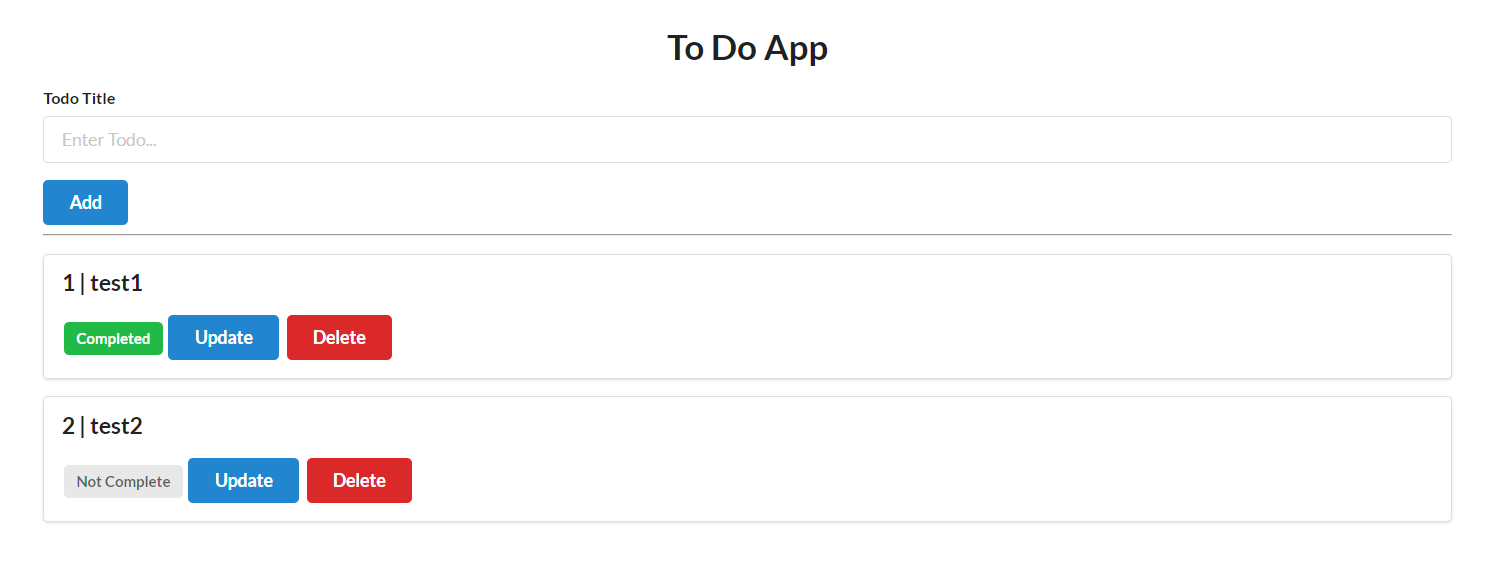 To Do App
Todo Title
Enter Todo...
Add
1 | test1
Completed Update Delete
2 | test2
Not Complete Update Delete